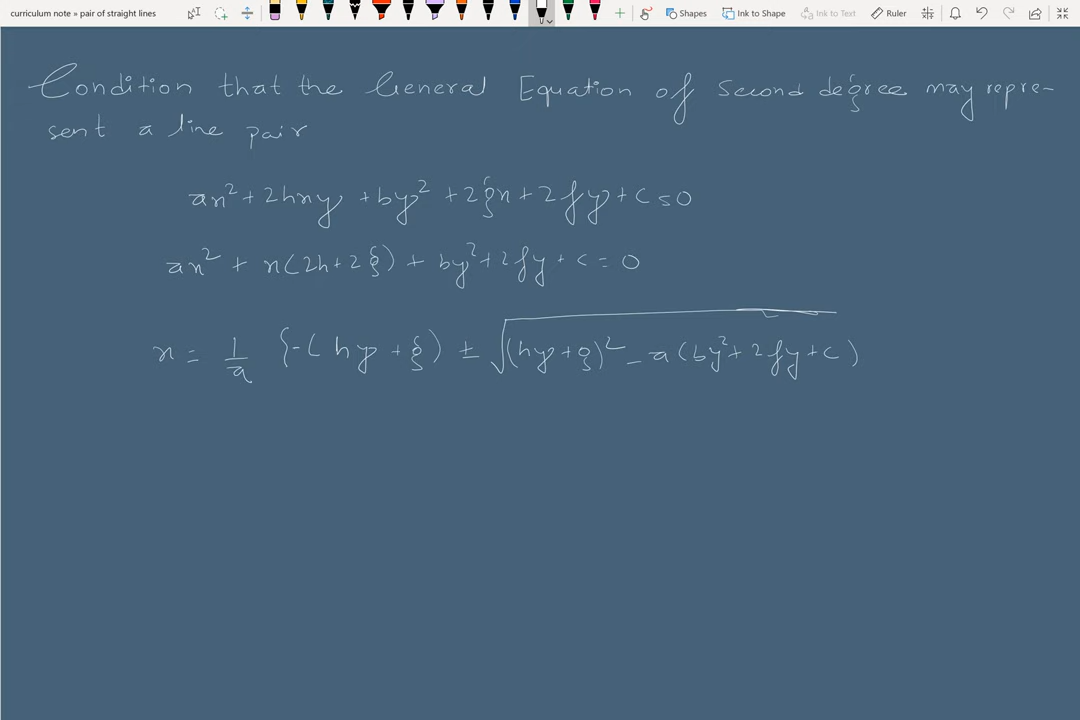 curriculum note » pair of straight lines Shapes Ink to Shape Ink to Text Ruler
Condition that the General Equation of second degree may repre-
sent a line pair
ax² + 2hxy + by² + 2gx + 2fy + c = 0
ax² + x(2h+2g) + by² + 2fy + c = 0
x = 1/a {-(hy+g) ± √(hy+g)² - a(by²+2fy+c)